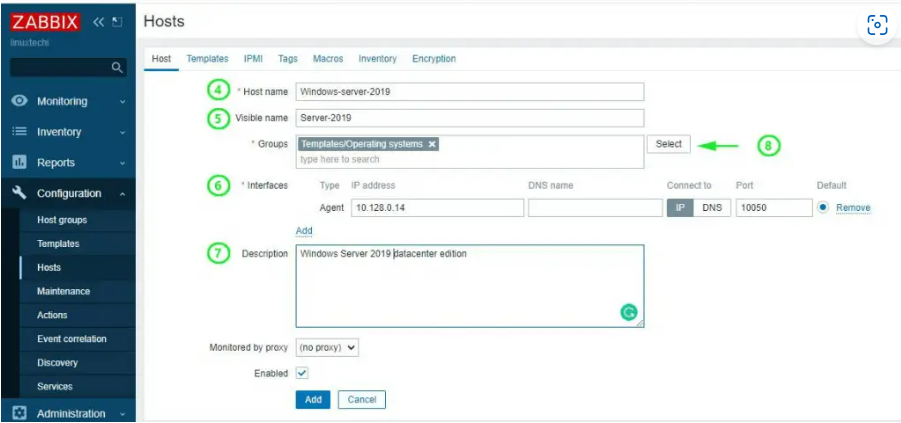 ZABBIX
linuxtechi
Monitoring
Inventory
Reports
Configuration
Host groups
Templates
Hosts
Maintenance
Actions
Event correlation
Discovery
Services
Administration
Hosts
Host Templates IPMI Tags Macros Inventory Encryption
4 * Host name Windows-server-2019
5 Visible name Server-2019
* Groups Templates/Operating systems Select 8
type here to search
6 * Interfaces Type IP address DNS name Connect to Port Default
Agent 10.128.0.14 IP DNS 10050 Remove
Add
7 Description Windows Server 2019 datacenter edition
Monitored by proxy (no proxy)
Enabled
Add Cancel